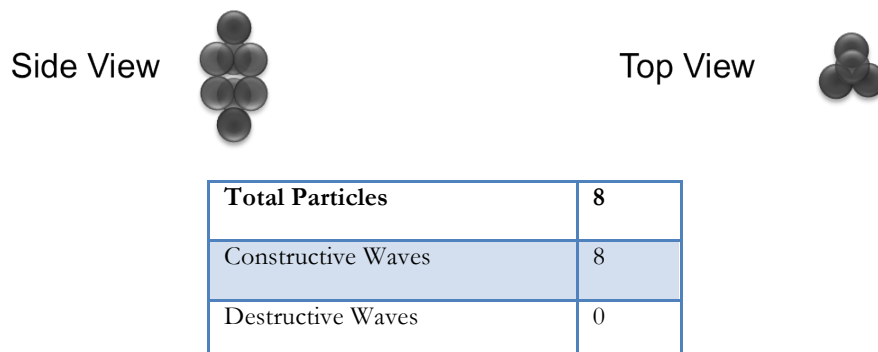 Side View
Top View
Total Particles 8
Constructive Waves 8
Destructive Waves 0